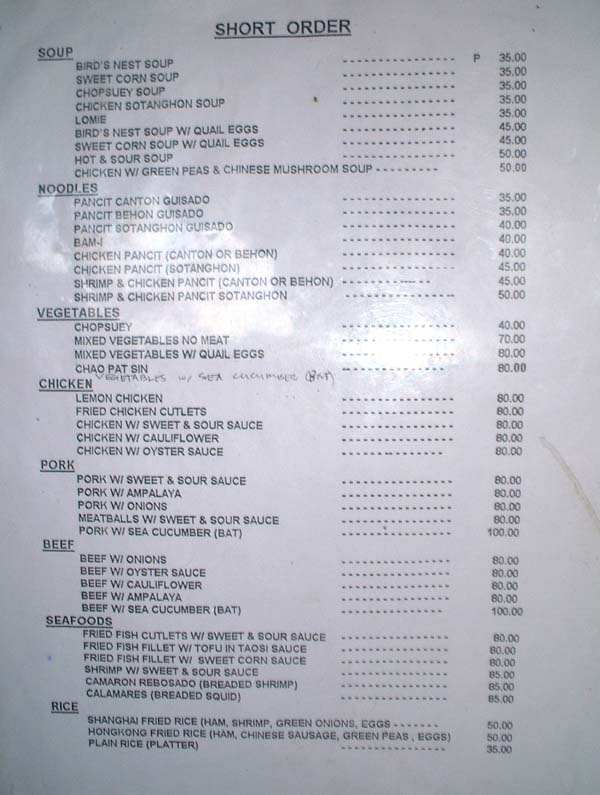 SHORT ORDER
SOUP
BIRD'S NEST SOUP ----------------- P 35.00
SWEET CORN SOUP ----------------- 35.00
CHOPSUEY SOUP ----------------- 35.00
CHICKEN SOTANGHON SOUP ----------------- 35.00
LOMIE ----------------- 35.00
BIRD'S NEST SOUP W/ QUAIL EGGS ----------------- 45.00
SWEET CORN SOUP W/ QUAIL EGGS ----------------- 45.00
HOT & SOUR SOUP ----------------- 50.00
CHICKEN W/ GREEN PEAS & CHINESE MUSHROOM SOUP ---------- 50.00
NOODLES
PANCIT CANTON GUISADO ----------------- 35.00
PANCIT BEHON GUISADO ----------------- 35.00
PANCIT SOTANGHON GUISADO ----------------- 40.00
BAM-I ----------------- 40.00
CHICKEN PANCIT (CANTON OR BEHON) ----------------- 40.00
CHICKEN PANCIT (SOTANGHON) ----------------- 45.00
SHRIMP & CHICKEN PANCIT (CANTON OR BEHON) -------------- 45.00
SHRIMP & CHICKEN PANCIT SOTANGHON ----------------- 50.00
VEGETABLES
CHOPSUEY ----------------- 40.00
MIXED VEGETABLES NO MEAT ----------------- 70.00
MIXED VEGETABLES W/ QUAIL EGGS ----------------- 80.00
CHAO PAT SIN ----------------- 80.00
VEGETABLES w/ SEA CUCUMBER (BAT)
CHICKEN
LEMON CHICKEN ----------------- 80.00
FRIED CHICKEN CUTLETS ----------------- 80.00
CHICKEN W/ SWEET & SOUR SAUCE ----------------- 80.00
CHICKEN W/ CAULIFLOWER ----------------- 80.00
CHICKEN W/ OYSTER SAUCE --------------- 80.00
PORK
PORK W/ SWEET & SOUR SAUCE ----------------- 80.00
PORK W/ AMPALAYA ----------------- 80.00
PORK W/ ONIONS ----------------- 80.00
MEATBALLS W/ SWEET & SOUR SAUCE ----------------- 80.00
PORK W/ SEA CUCUMBER (BAT) ----------------- 100.00
BEEF
BEEF W/ ONIONS ----------------- 80.00
BEEF W/ OYSTER SAUCE ----------------- 80.00
BEEF W/ CAULIFLOWER ----------------- 80.00
BEEF W/ AMPALAYA ----------------- 80.00
BEEF W/ SEA CUCUMBER (BAT) ----------------- 100.00
SEAFOODS
FRIED FISH CUTLETS W/ SWEET & SOUR SAUCE ---------------- 80.00
FRIED FISH FILLET W/ TOFU IN TAOSI SAUCE ---------------- 80.00
FRIED FISH FILLET W/ SWEET CORN SAUCE ---------------- 80.00
SHRIMP W/ SWEET & SOUR SAUCE ---------------- 85.00
CAMARON REBOSADO (BREADED SHRIMP) ---------------- 85.00
CALAMARES (BREADED SQUID) ---------------- 85.00
RICE
SHANGHAI FRIED RICE (HAM, SHRIMP, GREEN ONIONS, EGGS -------- 50.00
HONGKONG FRIED RICE (HAM, CHINESE SAUSAGE, GREEN PEAS , EGGS) 50.00
PLAIN RICE (PLATTER) ---------------- 35.00